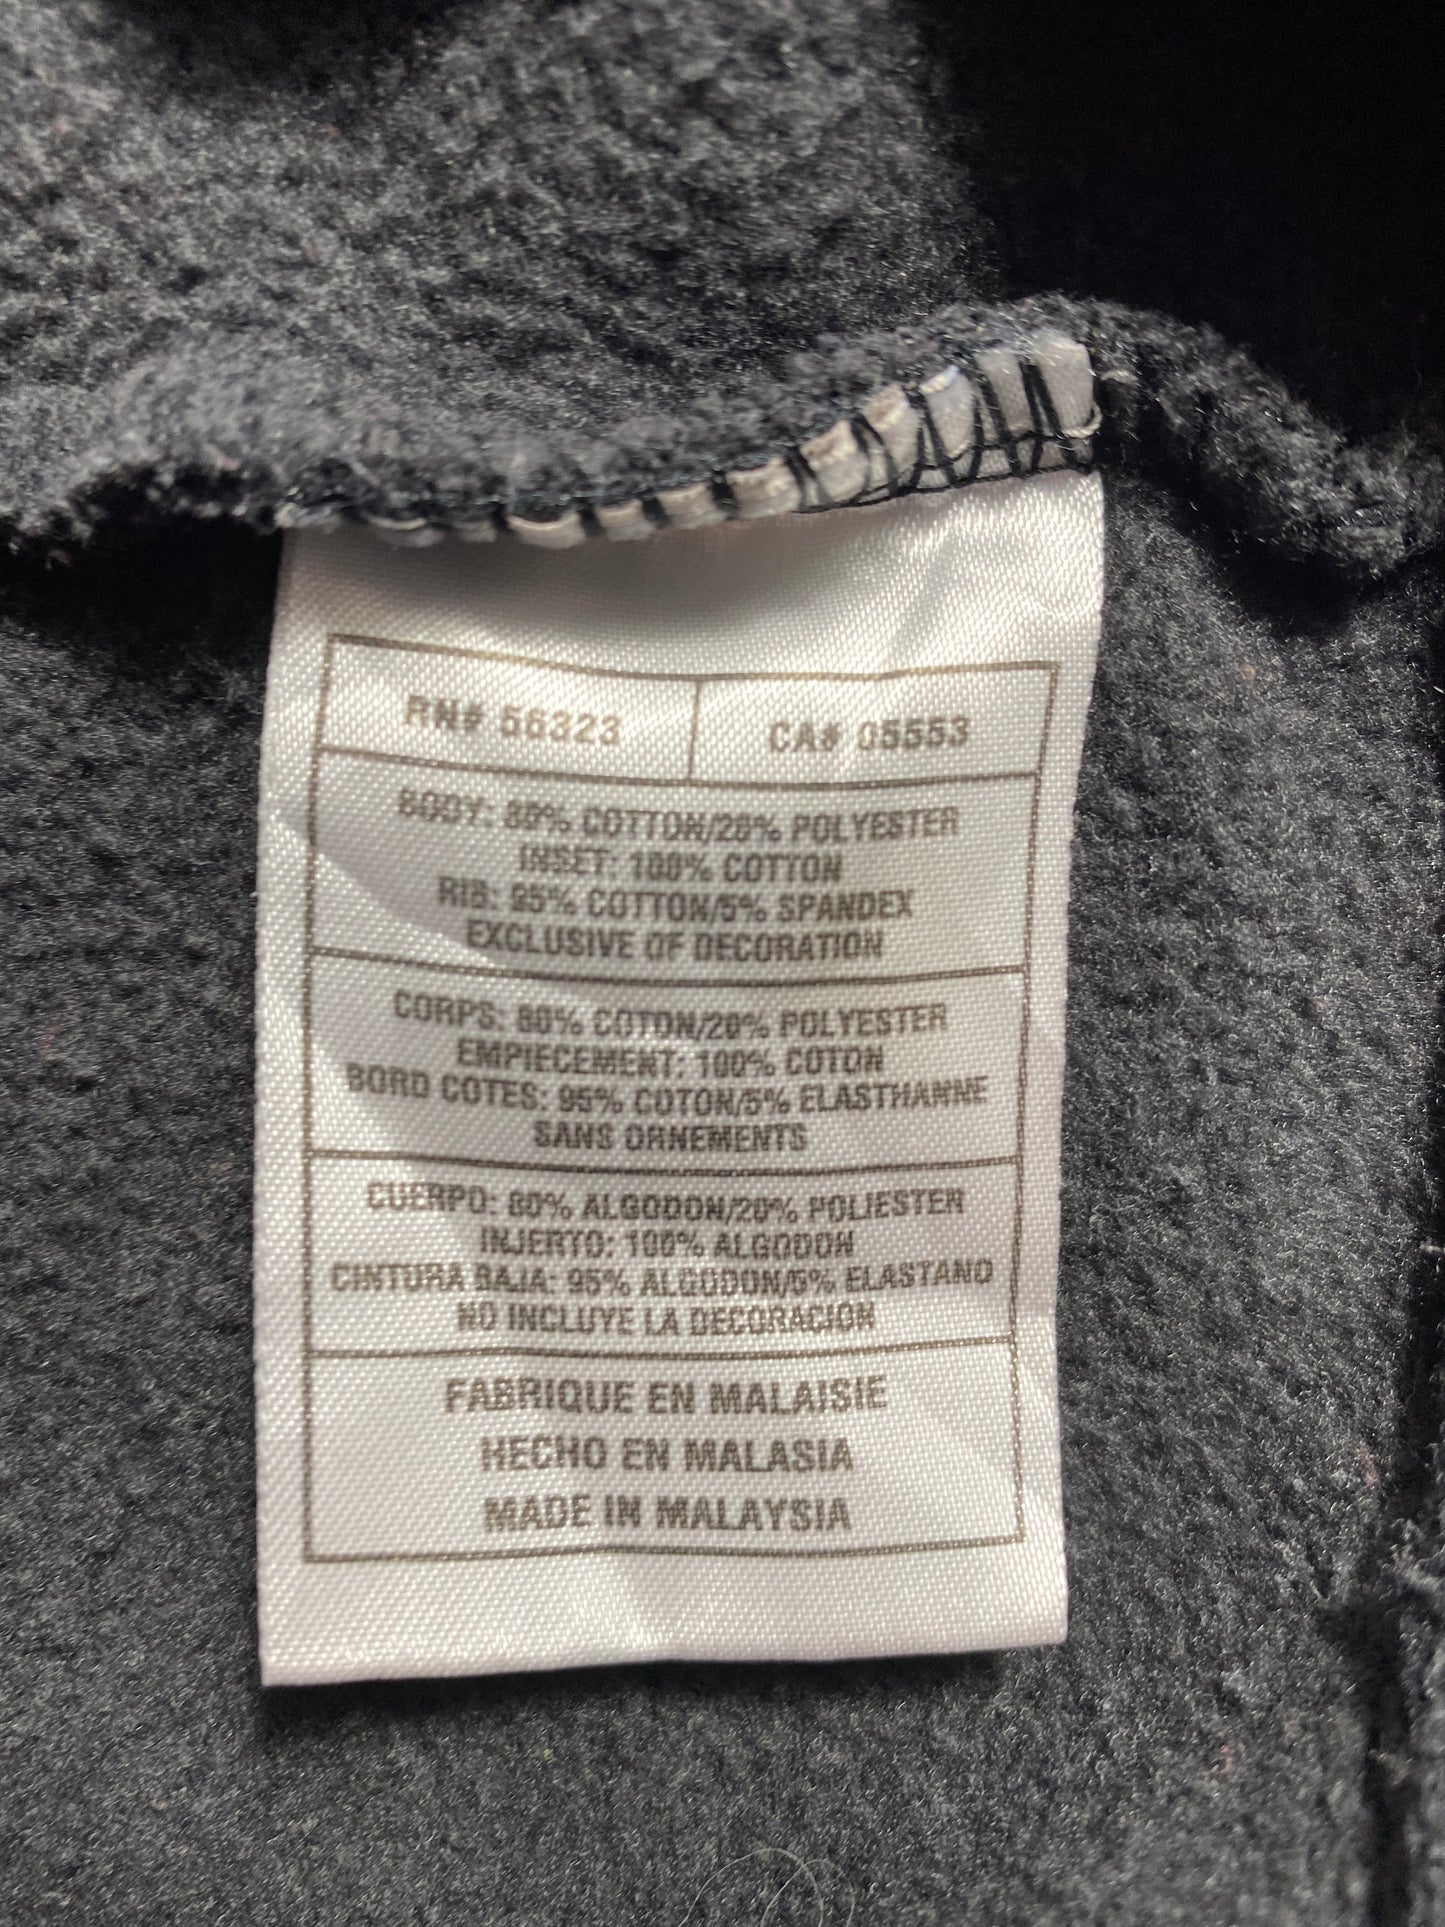 RN# 56323 CA# 05553
BODY: 80% COTTON/20% POLYESTER
INSET: 100% COTTON
RIB: 95% COTTON/5% SPANDEX
EXCLUSIVE OF DECORATION
CORPS: 80% COTON/20% POLYESTER
EMPIECEMENT: 100% COTON
BORD COTES: 95% COTON/5% ELASTHANNE
SANS ORNEMENTS
CUERPO: 80% ALGODON/20% POLIESTER
INJERTO: 100% ALGODON
CINTURA BAJA: 95% ALGODON/5% ELASTANO
NO INCLUYE LA DECORACION
FABRIQUE EN MALAISIE
HECHO EN MALASIA
MADE IN MALAYSIA